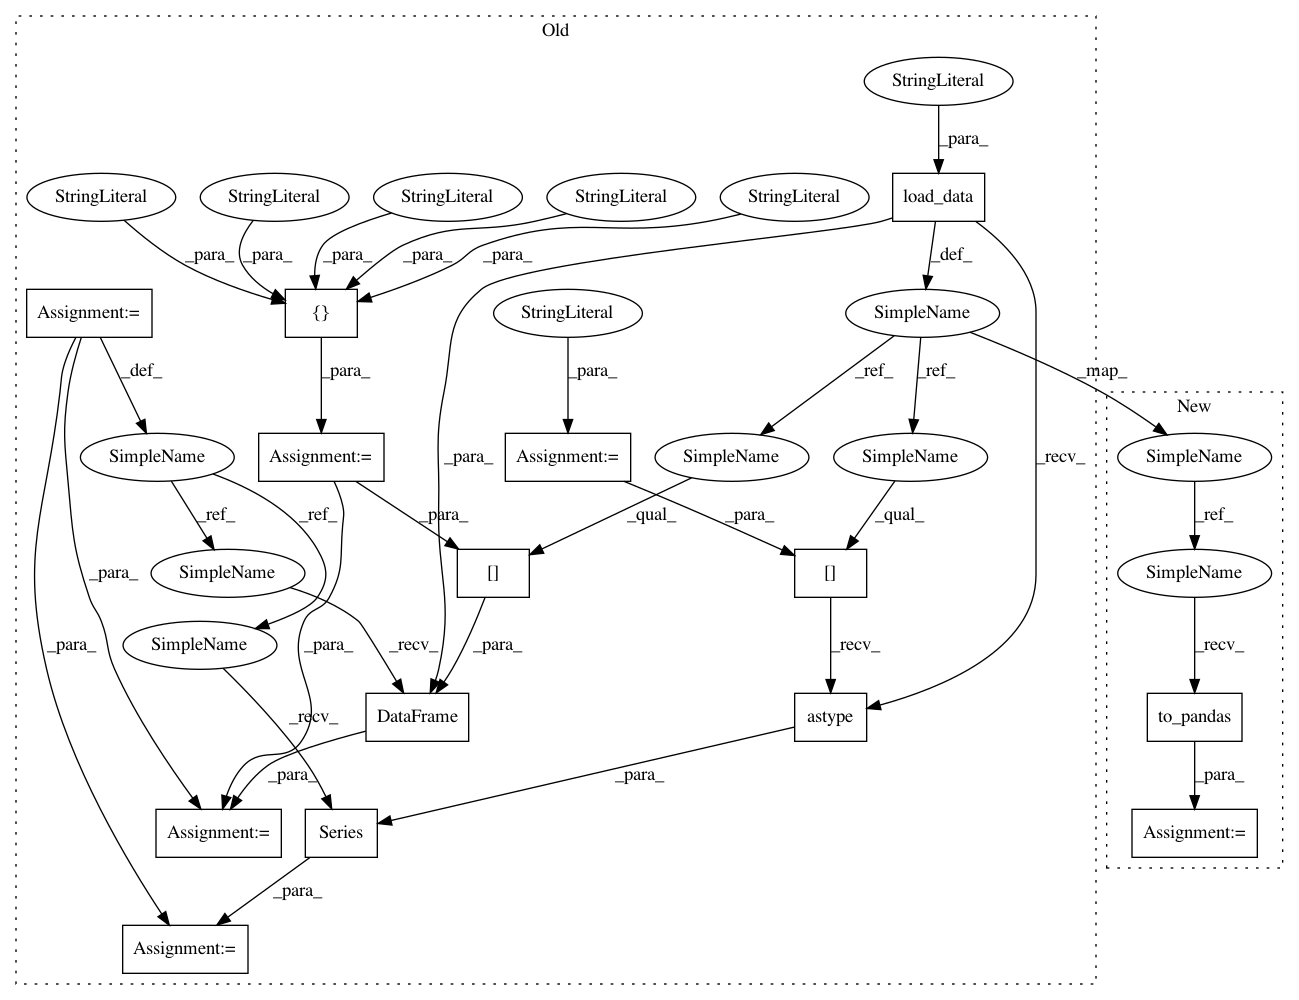 Old
StringLiteral
_para_
StringLiteral
StringLiteral
StringLiteral
StringLiteral
StringLiteral
load_data
_para_
_para_
_para_
_para_
_para_
_def_
Assignment:=
{}
StringLiteral
SimpleName
_def_
_para_
_para_
_ref_
_ref_
_map_
New
SimpleName
Assignment:=
Assignment:=
SimpleName
SimpleName
SimpleName
_para_
_recv_
_ref_
_ref_
_para_
_qual_
_para_
_qual_
_ref_
_para_
SimpleName
[]
[]
SimpleName
_para_
SimpleName
_para_
_recv_
_para_
_recv_
_recv_
DataFrame
astype
to_pandas
_recv_
_para_
_para_
_para_
Assignment:=
Series
Assignment:=
_para_
Assignment:=